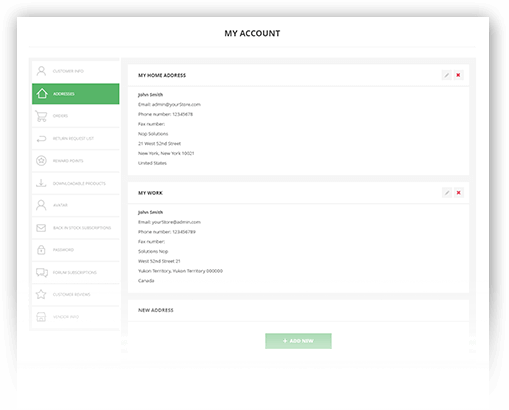 MY ACCOUNT
CUSTOMER INFO
ADDRESSES
ORDERS
RETURN REQUEST LIST
REWARD POINTS
DOWNLOADABLE PRODUCTS
AVATAR
BACK IN STOCK SUBSCRIPTIONS
PASSWORD
FORUM SUBSCRIPTIONS
CUSTOMER REVIEWS
VENDOR INFO
MY HOME ADDRESS
John Smith
Email: admin@yourStore.com
Phone number: 12345678
Fax number:
Nop Solutions
21 West 52nd Street
New York, New York 10021
United States
MY WORK
John Smith
Email: yourStore@admin.com
Phone number: 123456789
Fax number:
Solutions Nop
West 52nd Street 21
Yukon Territory, Yukon Territory 000000
Canada
NEW ADDRESS
+ ADD NEW